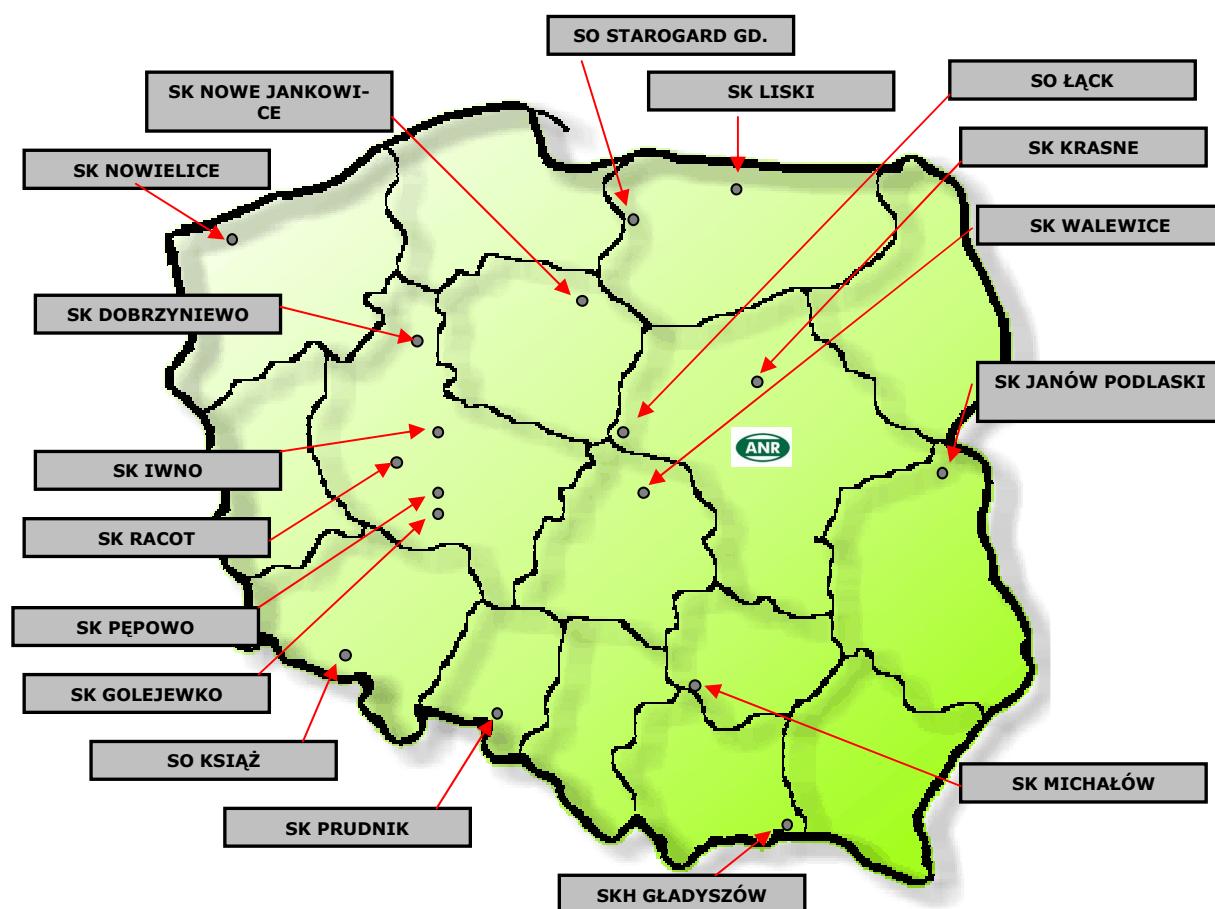 SO STAROGARD GD.
SK NOWE JANKOWI-
CE
SK LISKI
SO ŁĄCK
SK NOWIELICE
SK KRASNE
SK WALEWICE
SK DOBRZYNIEWO
SK JANÓW PODLASKI
ANR
SK IWNO
SK RACOT
SK PĘPOWO
SK GOLEJEWKO
SO KSIĄŻ
SK MICHAŁÓW
SK PRUDNIK
SKH GŁADYSZÓW